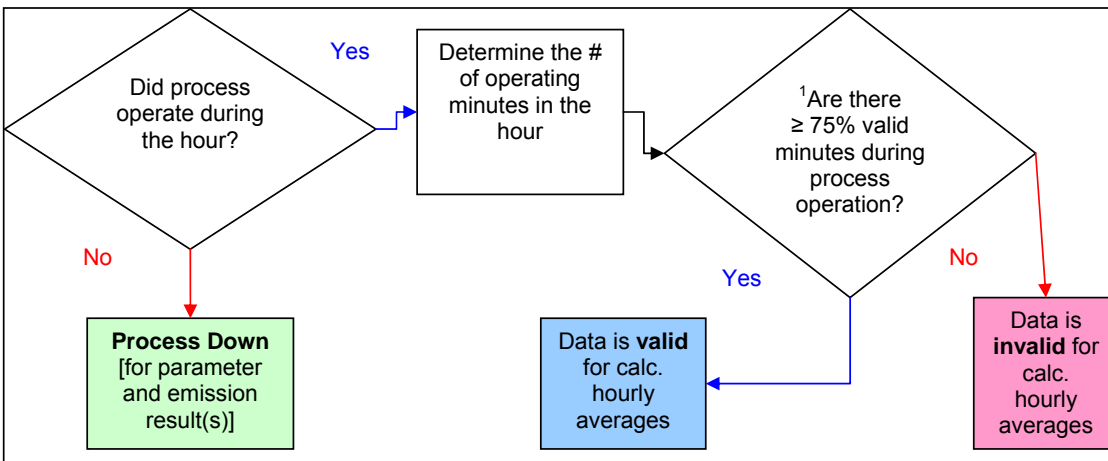 Did process
operate during
the hour?
Yes
Determine the #
of operating
minutes in the
hour
¹Are there
≥ 75% valid
minutes during
process
operation?
No
Process Down
[for parameter
and emission
result(s)]
Yes
Data is valid
for calc.
hourly
averages
No
Data is
invalid for
calc.
hourly
averages